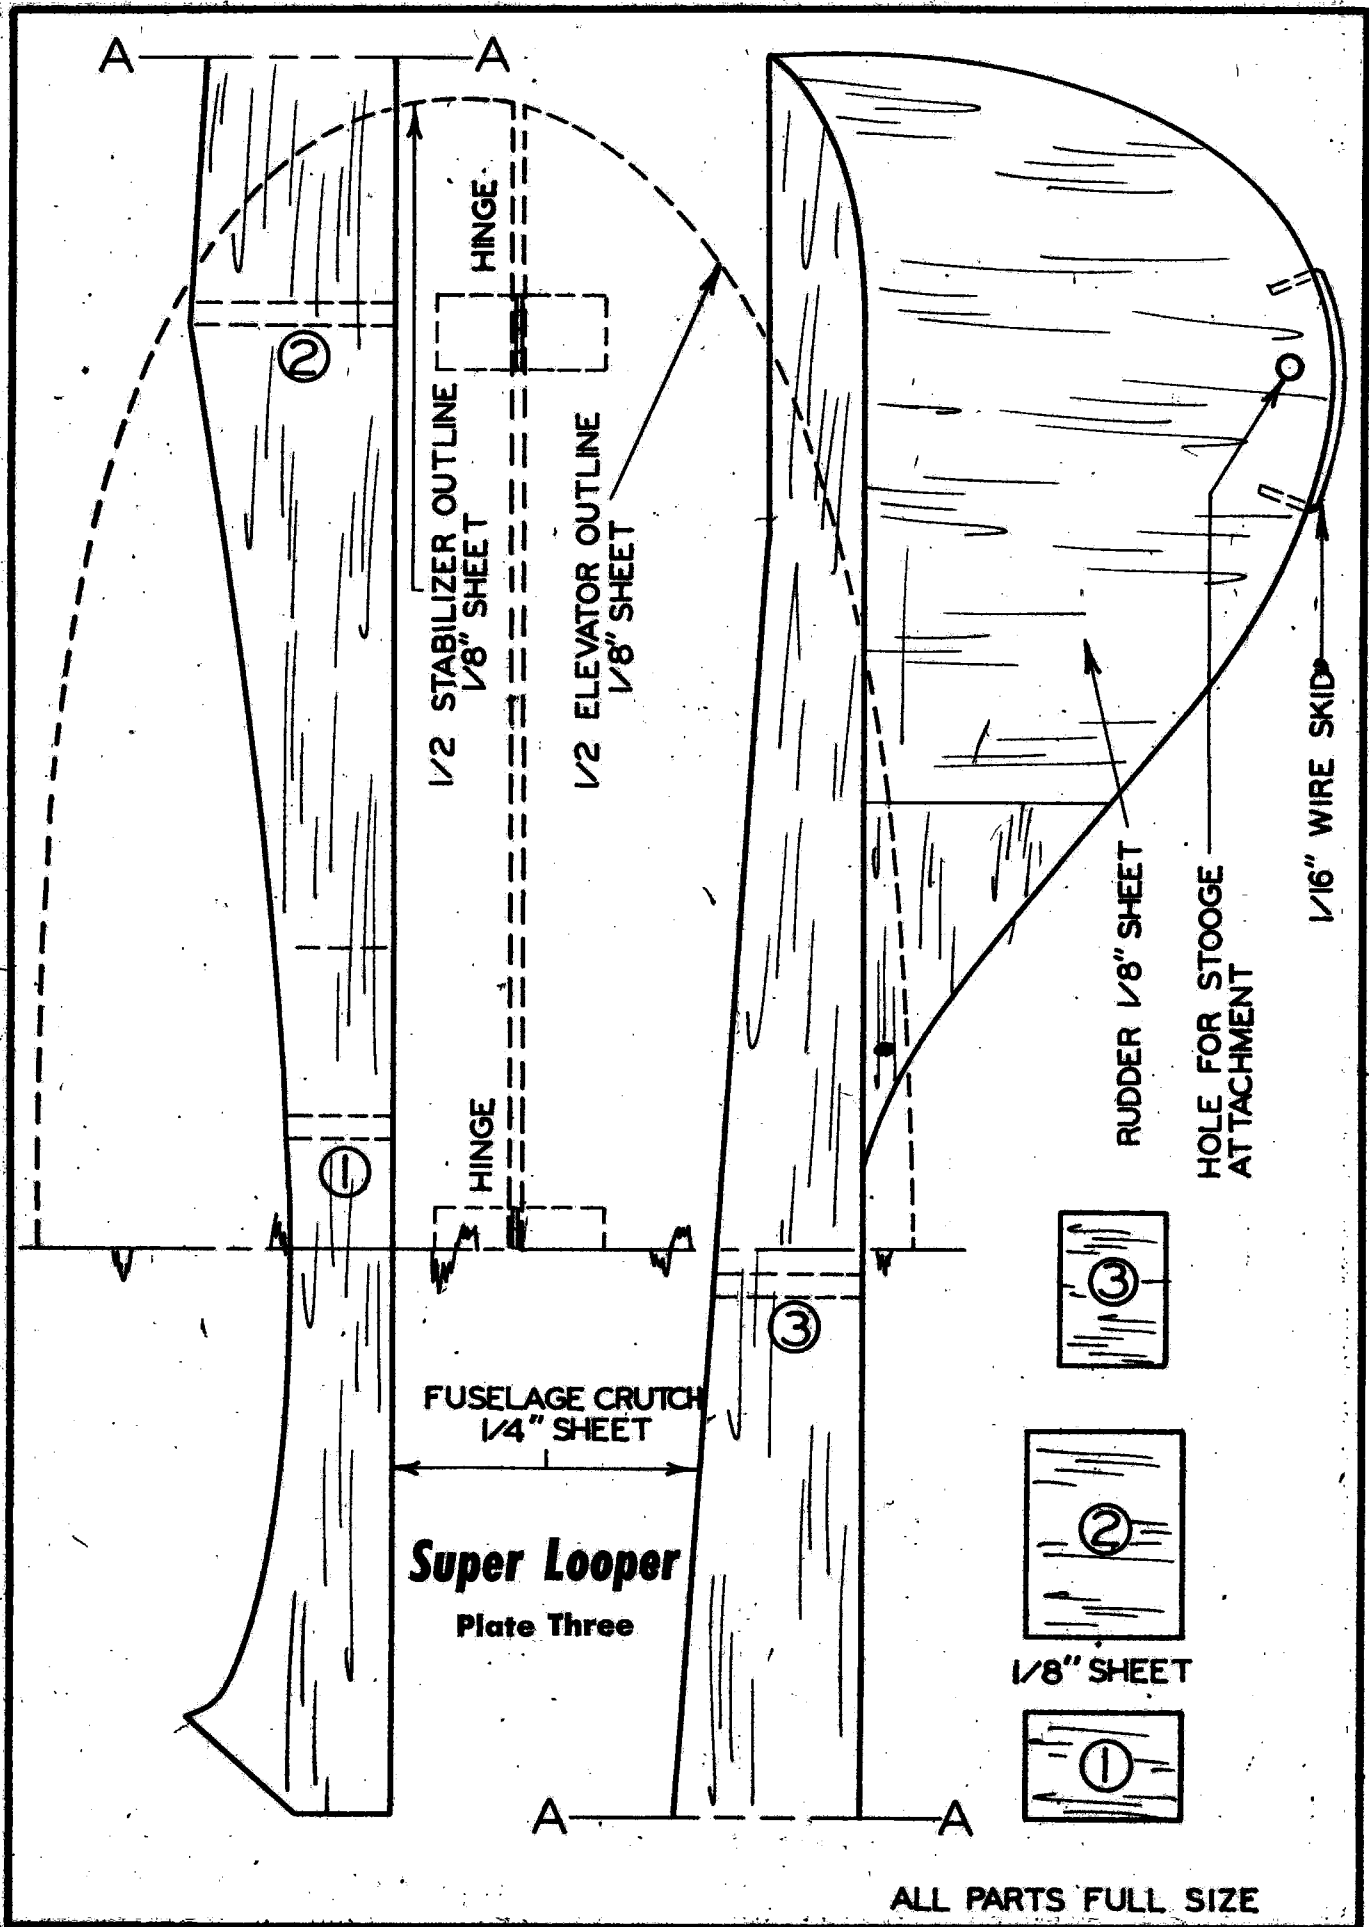 A A
HINGE
2
1/2 STABILIZER OUTLINE
1/8" SHEET
1/2 ELEVATOR OUTLINE
1/8" SHEET
1/16" WIRE SKID
RUDDER 1/8" SHEET
HOLE FOR STOOGE
ATTACHMENT
HINGE
1
3
3
FUSELAGE CRUTCH
1/4" SHEET
2
Super Looper
Plate Three
1/8" SHEET
1
A A
ALL PARTS FULL SIZE